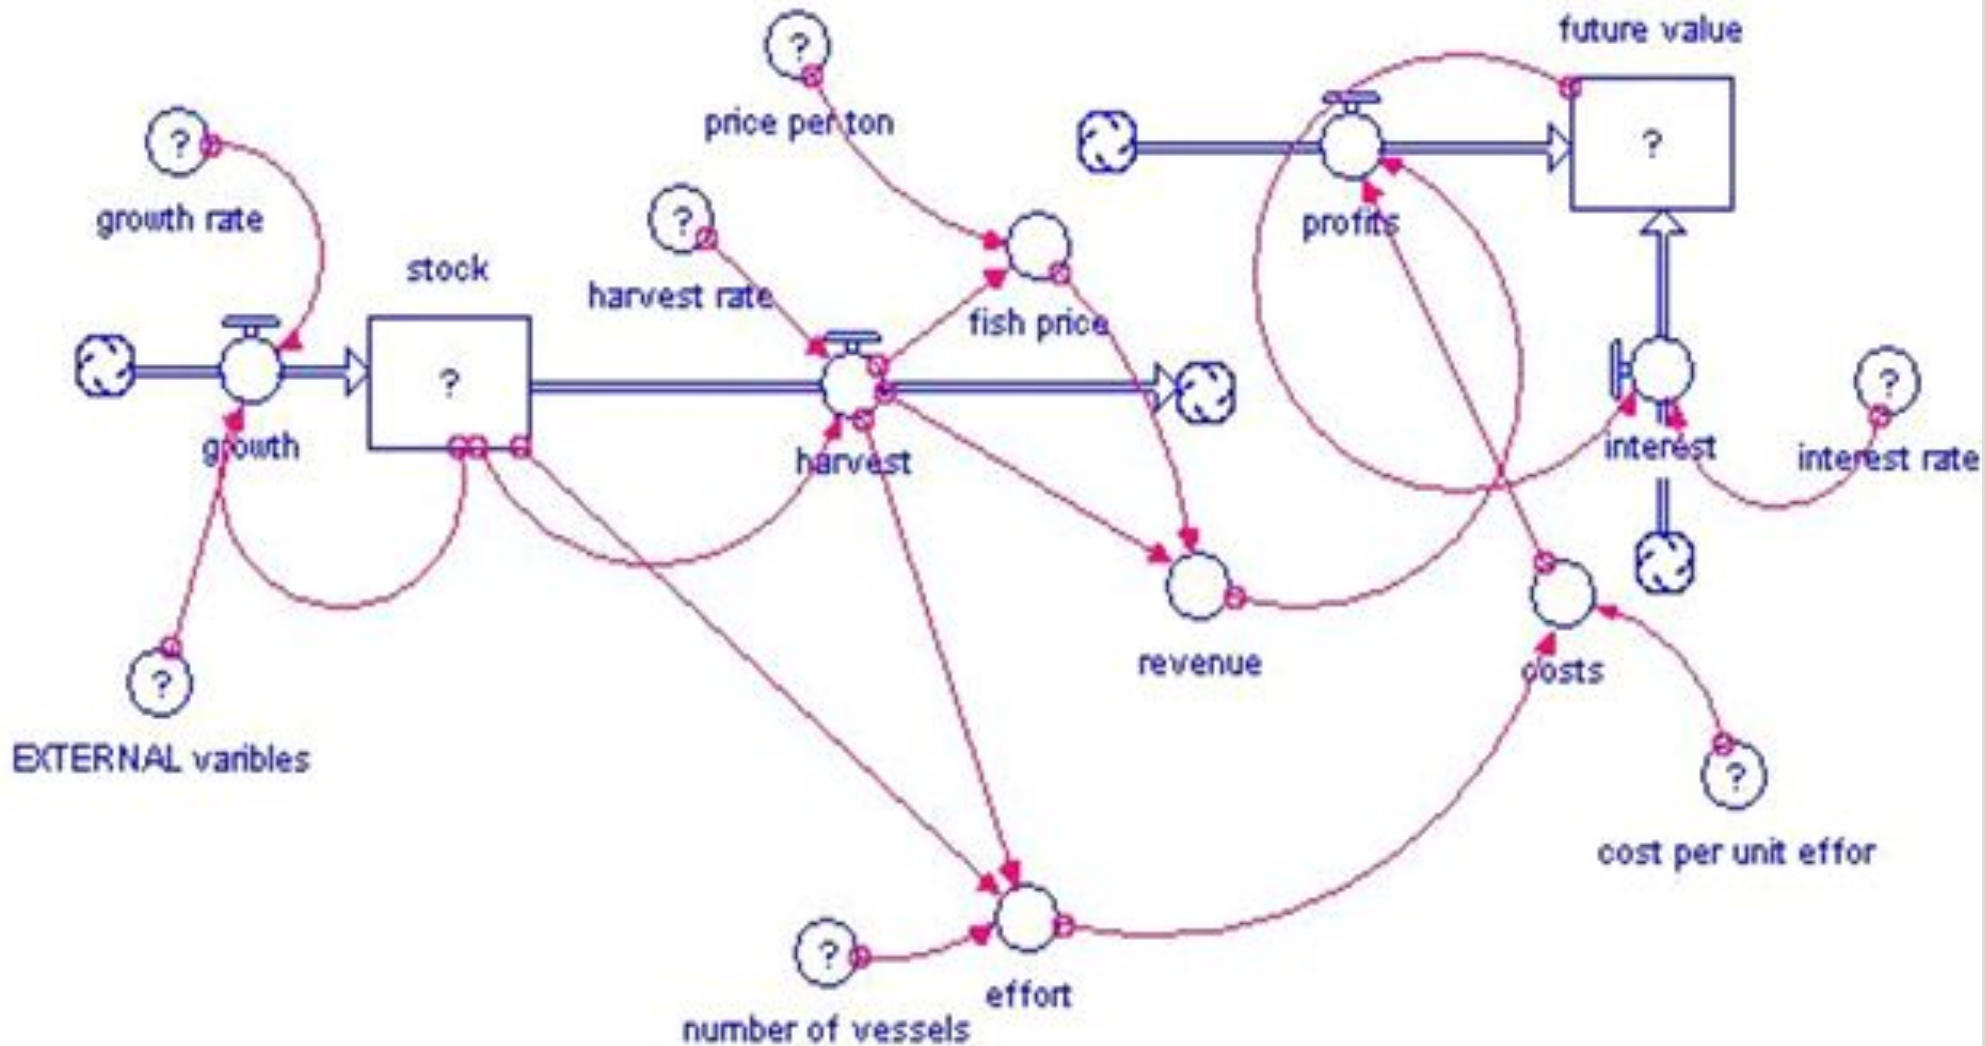 future value
?
?
price per ton
?
growth rate
?
harvest rate
profits
stock
?
fish price
?
growth
harvest
interest
?
interest rate
revenue
costs
?
EXTERNAL varibles
?
cost per unit effor
?
effort
number of vessels